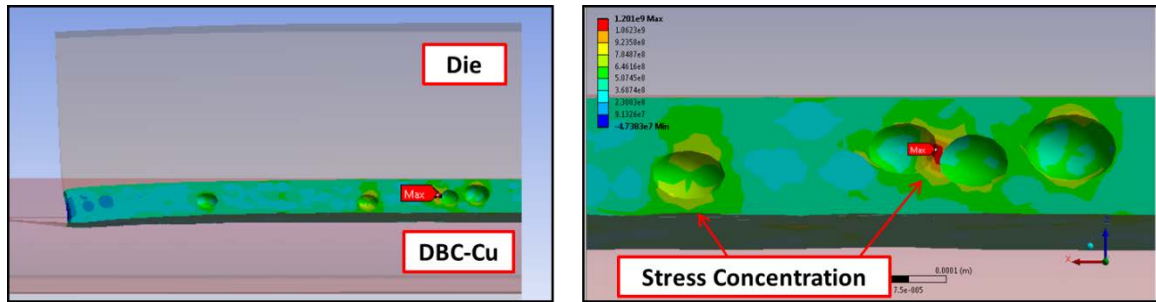 Die
Max
DBC-Cu
1.201e9 Max
1.0623e9
9.2358e8
7.8487e8
6.4616e8
5.0745e8
3.6874e8
2.3003e8
9.1326e7
-4.7383e7 Min
Max
Stress Concentration
0.0001 (m)
7.5e-005
X